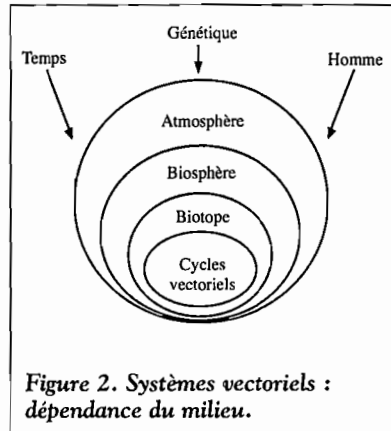 Génétique
Temps
Homme
Atmosphère
Biosphère
Biotope
Cycles
vectoriels
Figure 2. Systèmes vectoriels :
dépendance du milieu.